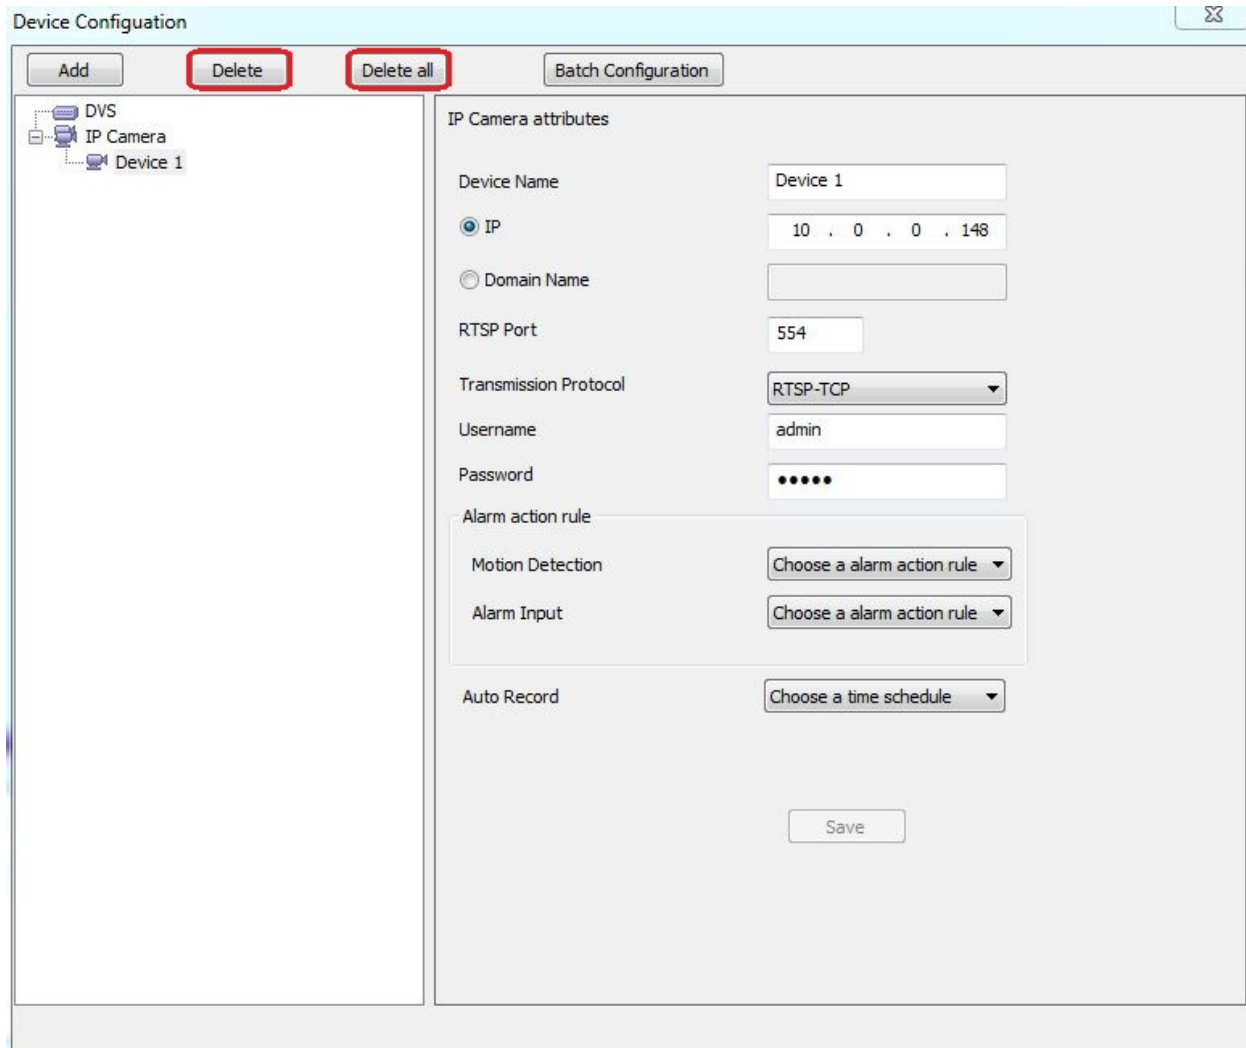 Device Configuation
Add Delete Delete all Batch Configuration
DVS
IP Camera
Device 1
IP Camera attributes
Device Name Device 1
IP 10 . 0 . 0 . 148
Domain Name
RTSP Port 554
Transmission Protocol RTSP-TCP
Username admin
Password •••••
Alarm action rule
Motion Detection Choose a alarm action rule
Alarm Input Choose a alarm action rule
Auto Record Choose a time schedule
Save